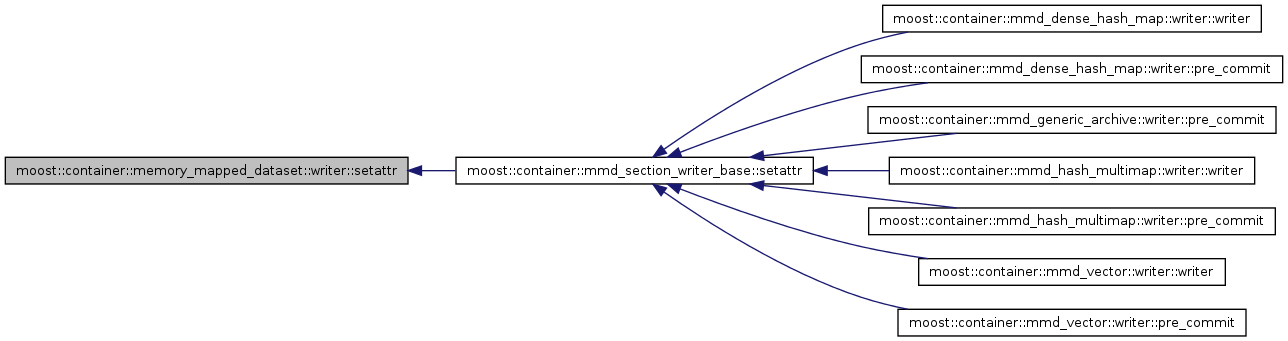 moost::container::memory_mapped_dataset::writer::setattr
moost::container::mmd_section_writer_base::setattr
moost::container::mmd_dense_hash_map::writer::writer
moost::container::mmd_dense_hash_map::writer::pre_commit
moost::container::mmd_generic_archive::writer::pre_commit
moost::container::mmd_hash_multimap::writer::writer
moost::container::mmd_hash_multimap::writer::pre_commit
moost::container::mmd_vector::writer::writer
moost::container::mmd_vector::writer::pre_commit